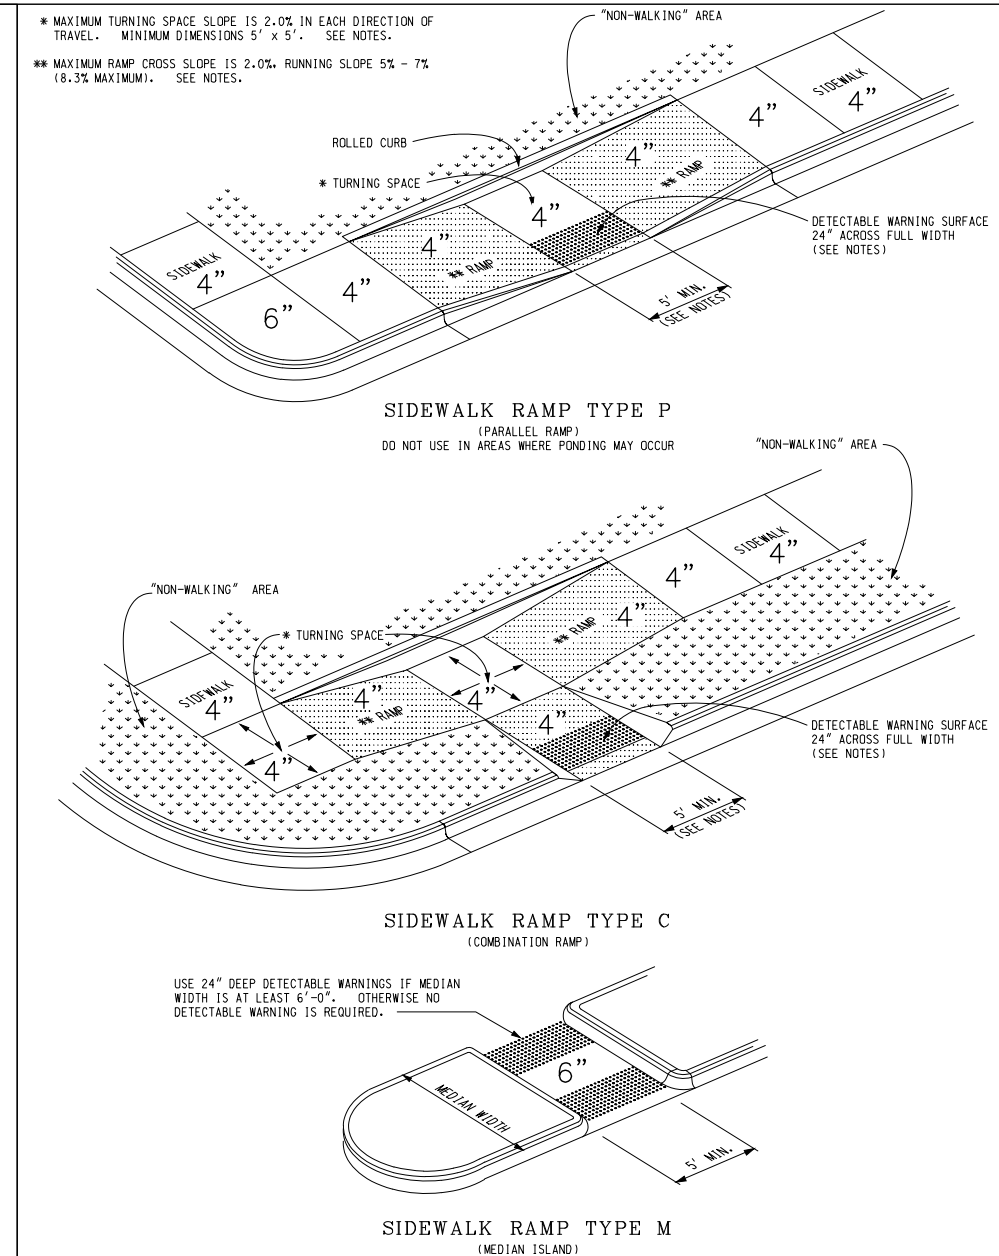 * MAXIMUM TURNING SPACE SLOPE IS 2.0% IN EACH DIRECTION OF
TRAVEL. MINIMUM DIMENSIONS 5' x 5'. SEE NOTES.
** MAXIMUM RAMP CROSS SLOPE IS 2.0%, RUNNING SLOPE 5% - 7%
(8.3% MAXIMUM). SEE NOTES.
"NON-WALKING" AREA
ROLLED CURB
* TURNING SPACE
SIDEWALK
4"
4"
4"
** RAMP
4"
4"
** RAMP
4"
SIDEWALK
4"
6"
DETECTABLE WARNING SURFACE
24" ACROSS FULL WIDTH
(SEE NOTES)
5' MIN.
(SEE NOTES)
SIDEWALK RAMP TYPE P
(PARALLEL RAMP)
DO NOT USE IN AREAS WHERE PONDING MAY OCCUR
"NON-WALKING" AREA
SIDEWALK
4"
4"
"NON-WALKING" AREA
* TURNING SPACE
** RAMP
4"
4"
** RAMP
4"
4"
SIDEWALK
4"
4"
DETECTABLE WARNING SURFACE
24" ACROSS FULL WIDTH
(SEE NOTES)
5' MIN.
(SEE NOTES)
SIDEWALK RAMP TYPE C
(COMBINATION RAMP)
USE 24" DEEP DETECTABLE WARNINGS IF MEDIAN
WIDTH IS AT LEAST 6'-0". OTHERWISE NO
DETECTABLE WARNING IS REQUIRED.
6"
MEDIAN WIDTH
5' MIN.
SIDEWALK RAMP TYPE M
(MEDIAN ISLAND)